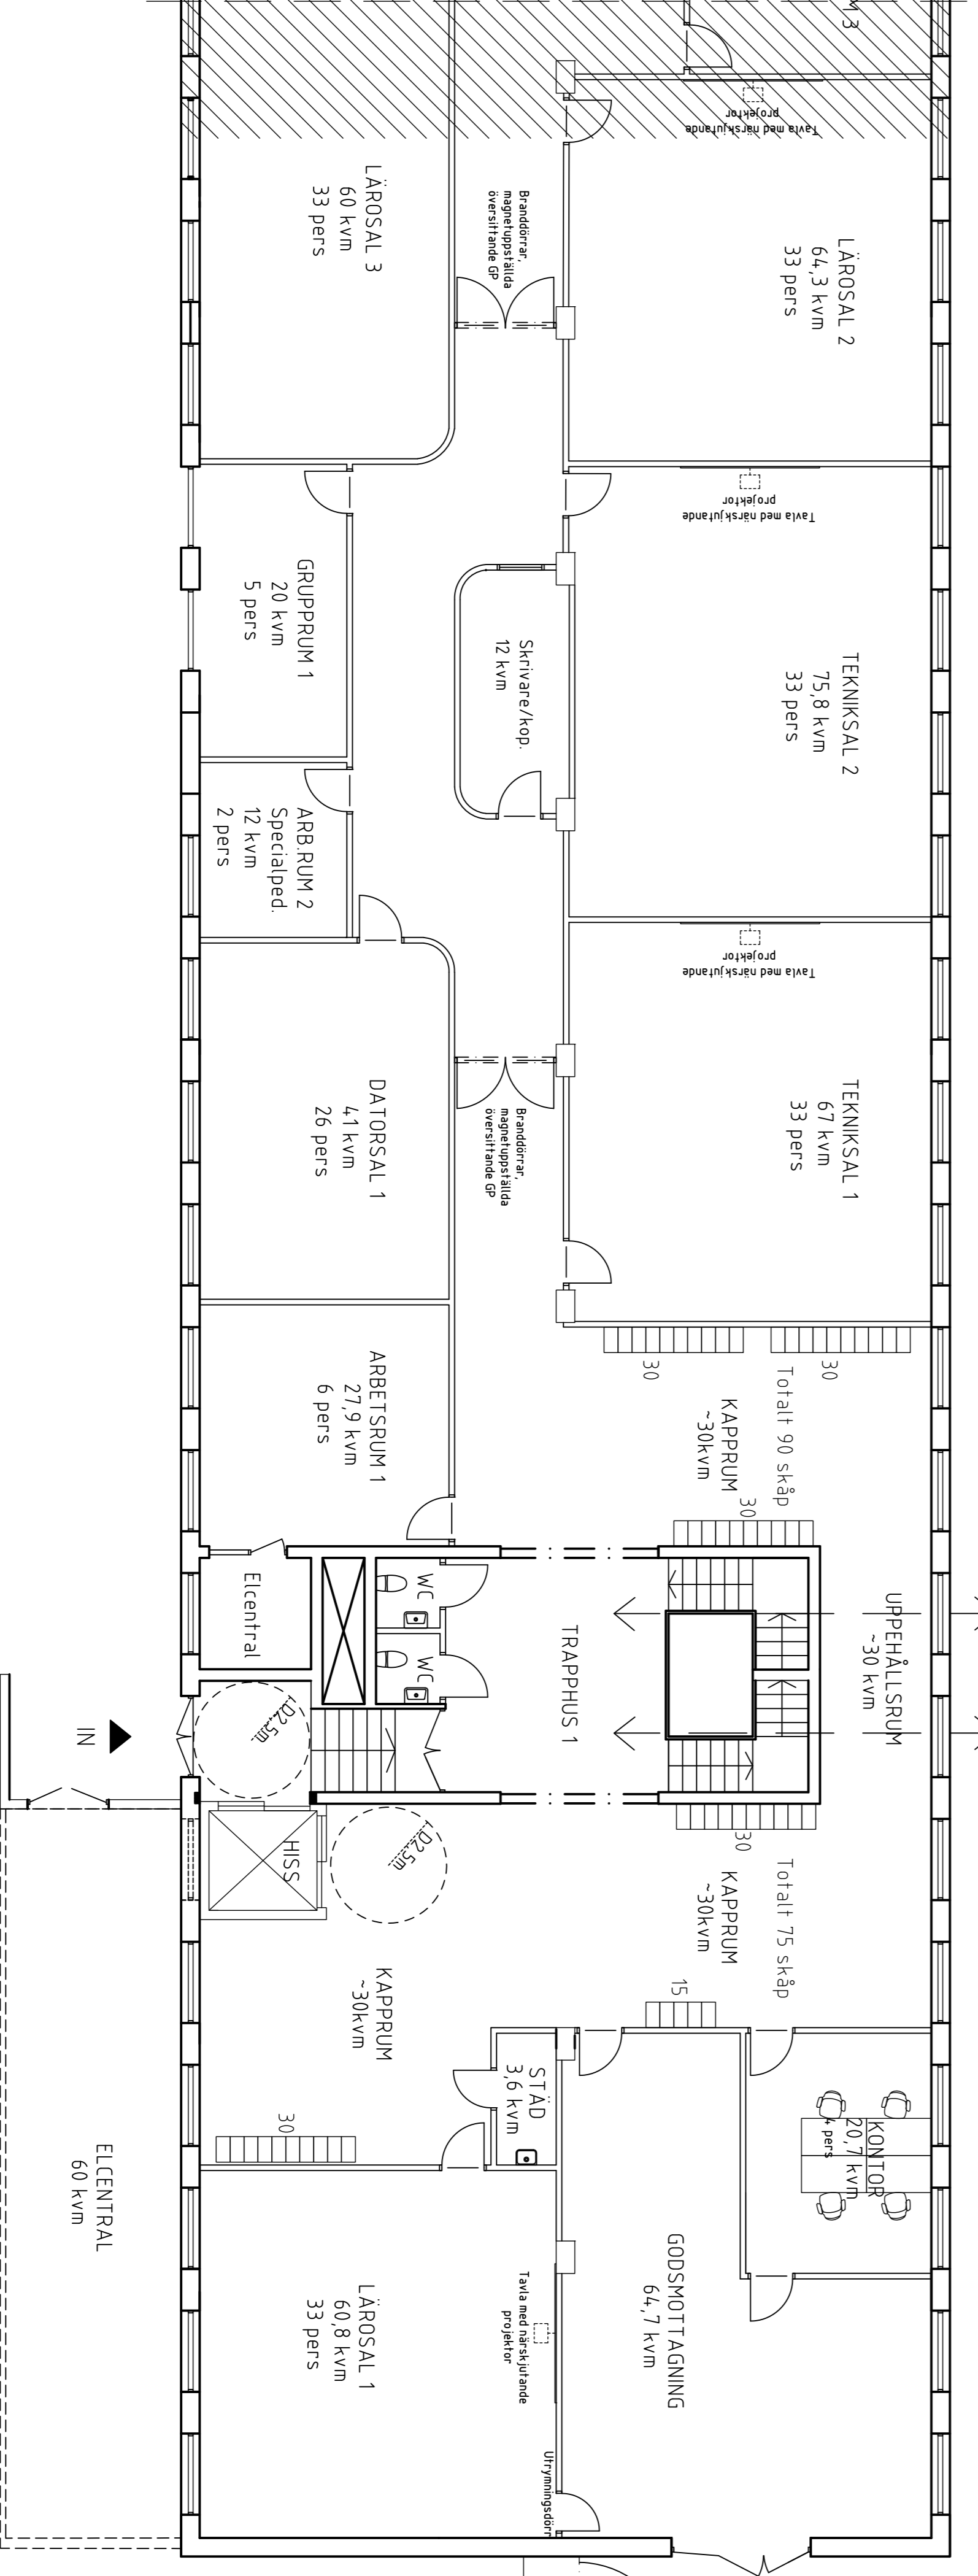 M 3
Tavla med närskjutande
projektor
LÄROSAL 3
60 kvm
33 pers
Branddörrar,
magnetuppställda
översittande GP
LÄROSAL 2
64,3 kvm
33 pers
Tavla med närskjutande
projektor
GRUPPRUM 1
20 kvm
5 pers
Skrivare/kop.
12 kvm
TEKNIKSAL 2
75,8 kvm
33 pers
ARB.RUM 2
Specialped.
12 kvm
2 pers
Tavla med närskjutande
projektor
DATORSAL 1
41 kvm
26 pers
Branddörrar,
magnetuppställda
översittande GP
TEKNIKSAL 1
67 kvm
33 pers
ARBETSRUM 1
27,9 kvm
6 pers
30
30
Totalt 90 skåp
KAPPRUM
~30kvm
30
Elcentral
WC
WC
TRAPPHUS 1
UPPEHÅLLSRUM
~30 kvm
IN
D2.5m
HISS
D2.5m
30
Totalt 75 skåp
KAPPRUM
~30kvm
KAPPRUM
~30kvm
15
30
STÄD
3,6 kvm
KONTOR
20,7 kvm
4 pers
ELCENTRAL
60 kvm
GODSMOTTAGNING
64,7 kvm
LÄROSAL 1
60,8 kvm
33 pers
Tavla med närskjutande
projektor
Utrymningsdörr